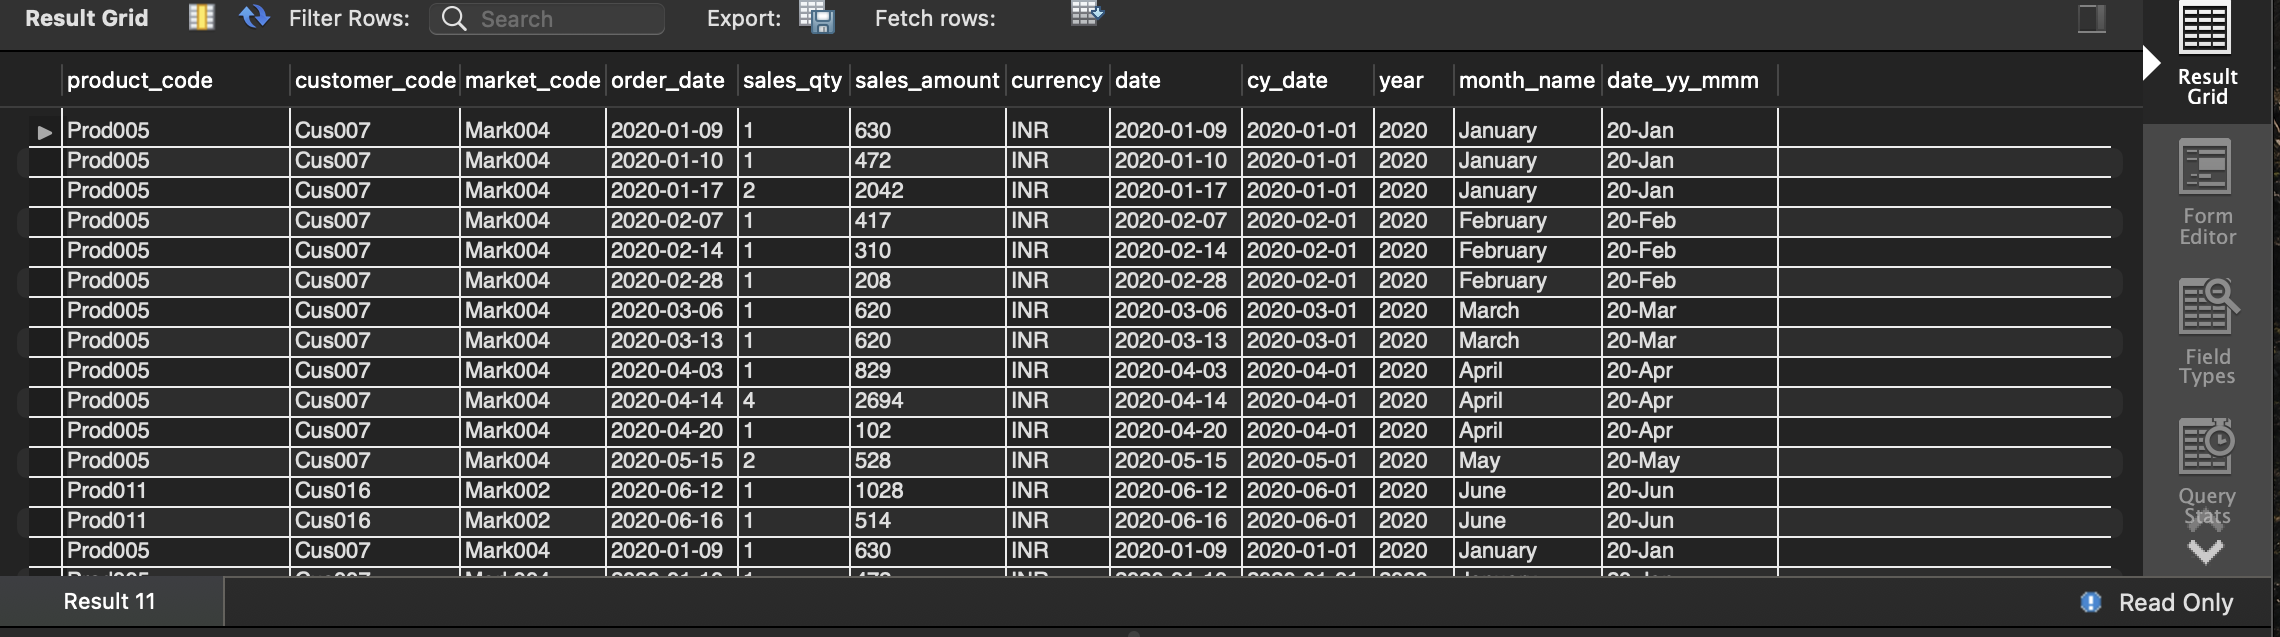 Result Grid Filter Rows: Search Export: Fetch rows:
product_code customer_code market_code order_date sales_qty sales_amount currency date cy_date year month_name date_yy_mmm
Prod005 Cus007 Mark004 2020-01-09 1 630 INR 2020-01-09 2020-01-01 2020 January 20-Jan
Prod005 Cus007 Mark004 2020-01-10 1 472 INR 2020-01-10 2020-01-01 2020 January 20-Jan
Prod005 Cus007 Mark004 2020-01-17 2 2042 INR 2020-01-17 2020-01-01 2020 January 20-Jan
Prod005 Cus007 Mark004 2020-02-07 1 417 INR 2020-02-07 2020-02-01 2020 February 20-Feb
Prod005 Cus007 Mark004 2020-02-14 1 310 INR 2020-02-14 2020-02-01 2020 February 20-Feb
Prod005 Cus007 Mark004 2020-02-28 1 208 INR 2020-02-28 2020-02-01 2020 February 20-Feb
Prod005 Cus007 Mark004 2020-03-06 1 620 INR 2020-03-06 2020-03-01 2020 March 20-Mar
Prod005 Cus007 Mark004 2020-03-13 1 620 INR 2020-03-13 2020-03-01 2020 March 20-Mar
Prod005 Cus007 Mark004 2020-04-03 1 829 INR 2020-04-03 2020-04-01 2020 April 20-Apr
Prod005 Cus007 Mark004 2020-04-14 4 2694 INR 2020-04-14 2020-04-01 2020 April 20-Apr
Prod005 Cus007 Mark004 2020-04-20 1 102 INR 2020-04-20 2020-04-01 2020 April 20-Apr
Prod005 Cus007 Mark004 2020-05-15 2 528 INR 2020-05-15 2020-05-01 2020 May 20-May
Prod011 Cus016 Mark002 2020-06-12 1 1028 INR 2020-06-12 2020-06-01 2020 June 20-Jun
Prod011 Cus016 Mark002 2020-06-16 1 514 INR 2020-06-16 2020-06-01 2020 June 20-Jun
Prod005 Cus007 Mark004 2020-01-09 1 630 INR 2020-01-09 2020-01-01 2020 January 20-Jan
Result 11
Read Only
Result
Grid
Form
Editor
Field
Types
Query
Stats